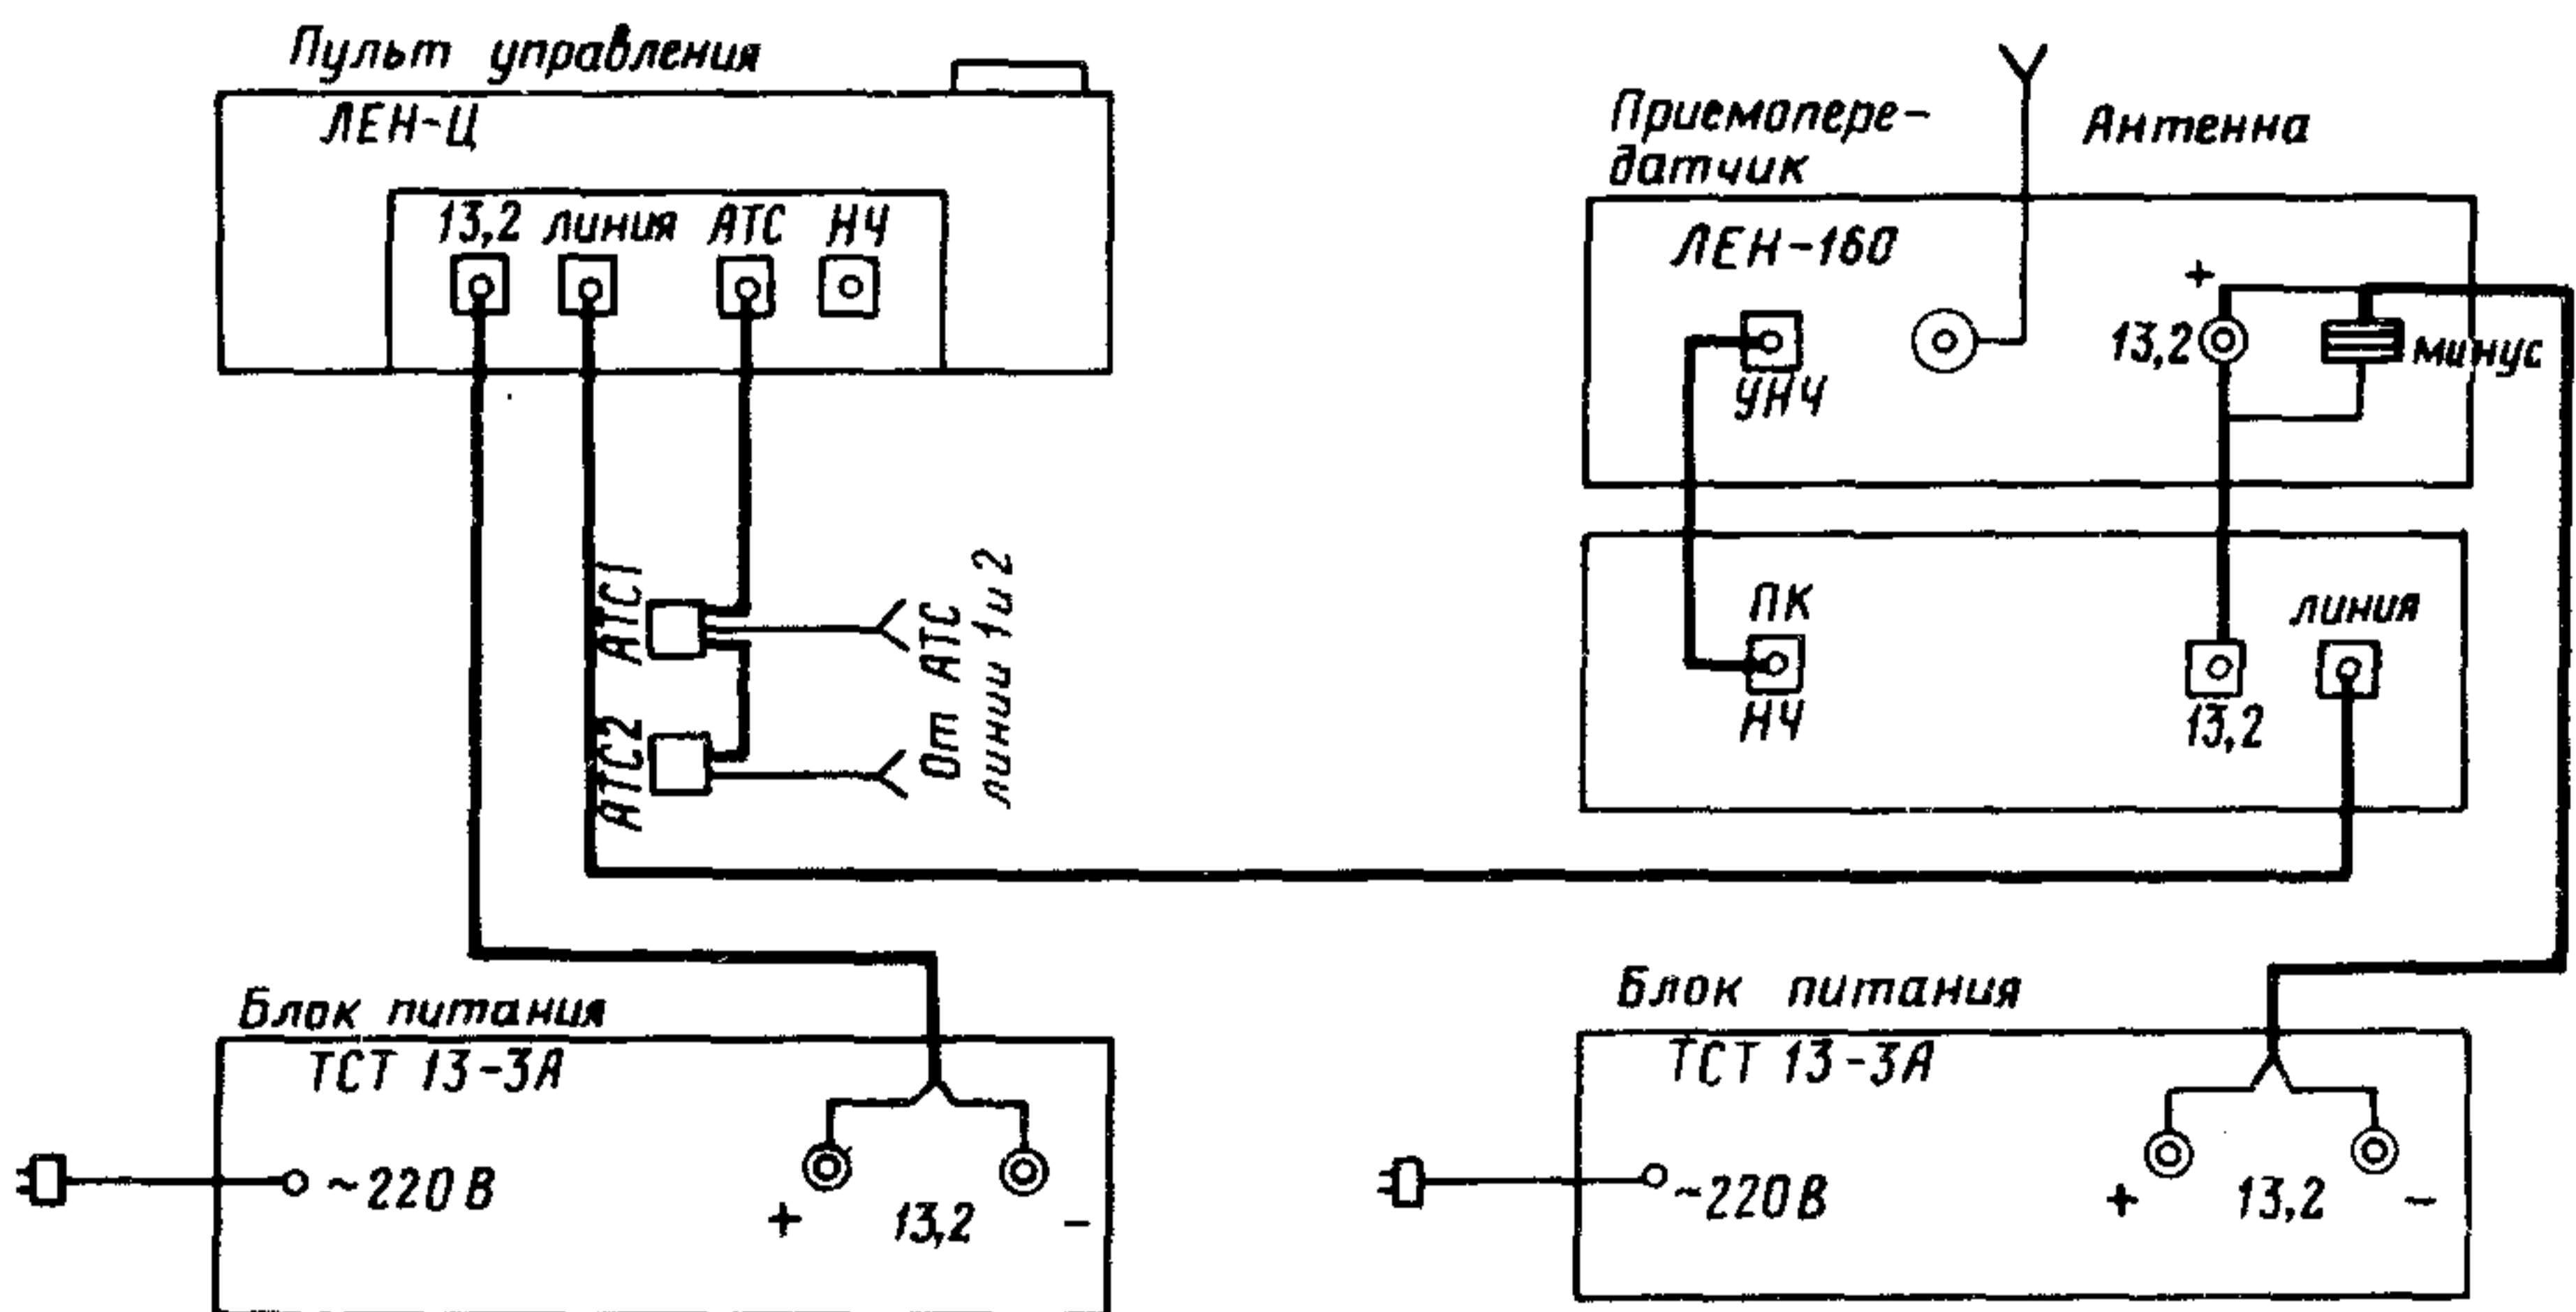 Пульт управления
ЛЕН-Ц
13,2 линия АТС НЧ
АТС1
АТС2
От АТС
линии 1 и 2
Блок питания
ТСТ 13-3А
~220 В
+ 13,2 -
Приемопере-
датчик
Антенна
ЛЕН-160
+
13,2
минус
УНЧ
ПК
НЧ
13,2
линия
Блок питания
ТСТ 13-3А
~220 В
+ 13,2 -